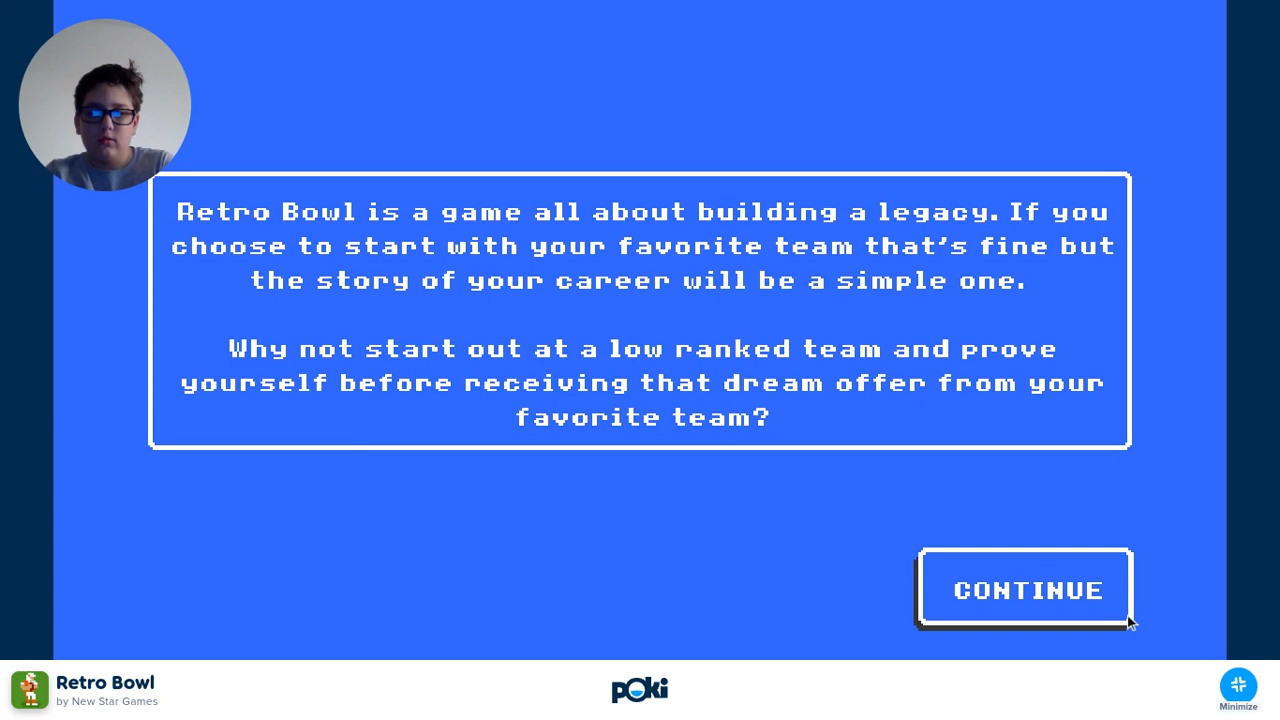 Retro Bowl is a game all about building a legacy. If you
choose to start with your favorite team that's fine but
the story of your career will be a simple one.
Why not start out at a low ranked team and prove
yourself before receiving that dream offer from your
favorite team?
CONTINUE
Retro Bowl
by New Star Games
poki
Minimize